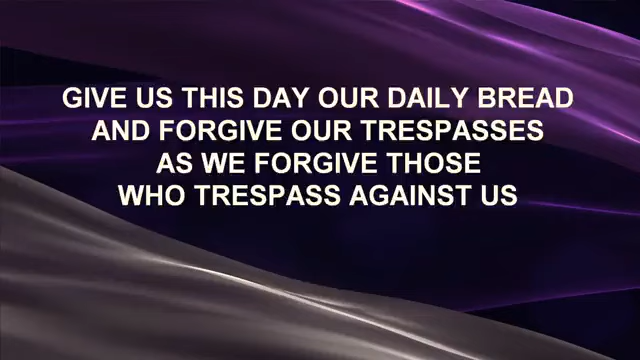 GIVE US THIS DAY OUR DAILY BREAD
AND FORGIVE OUR TRESPASSES
AS WE FORGIVE THOSE
WHO TRESPASS AGAINST US